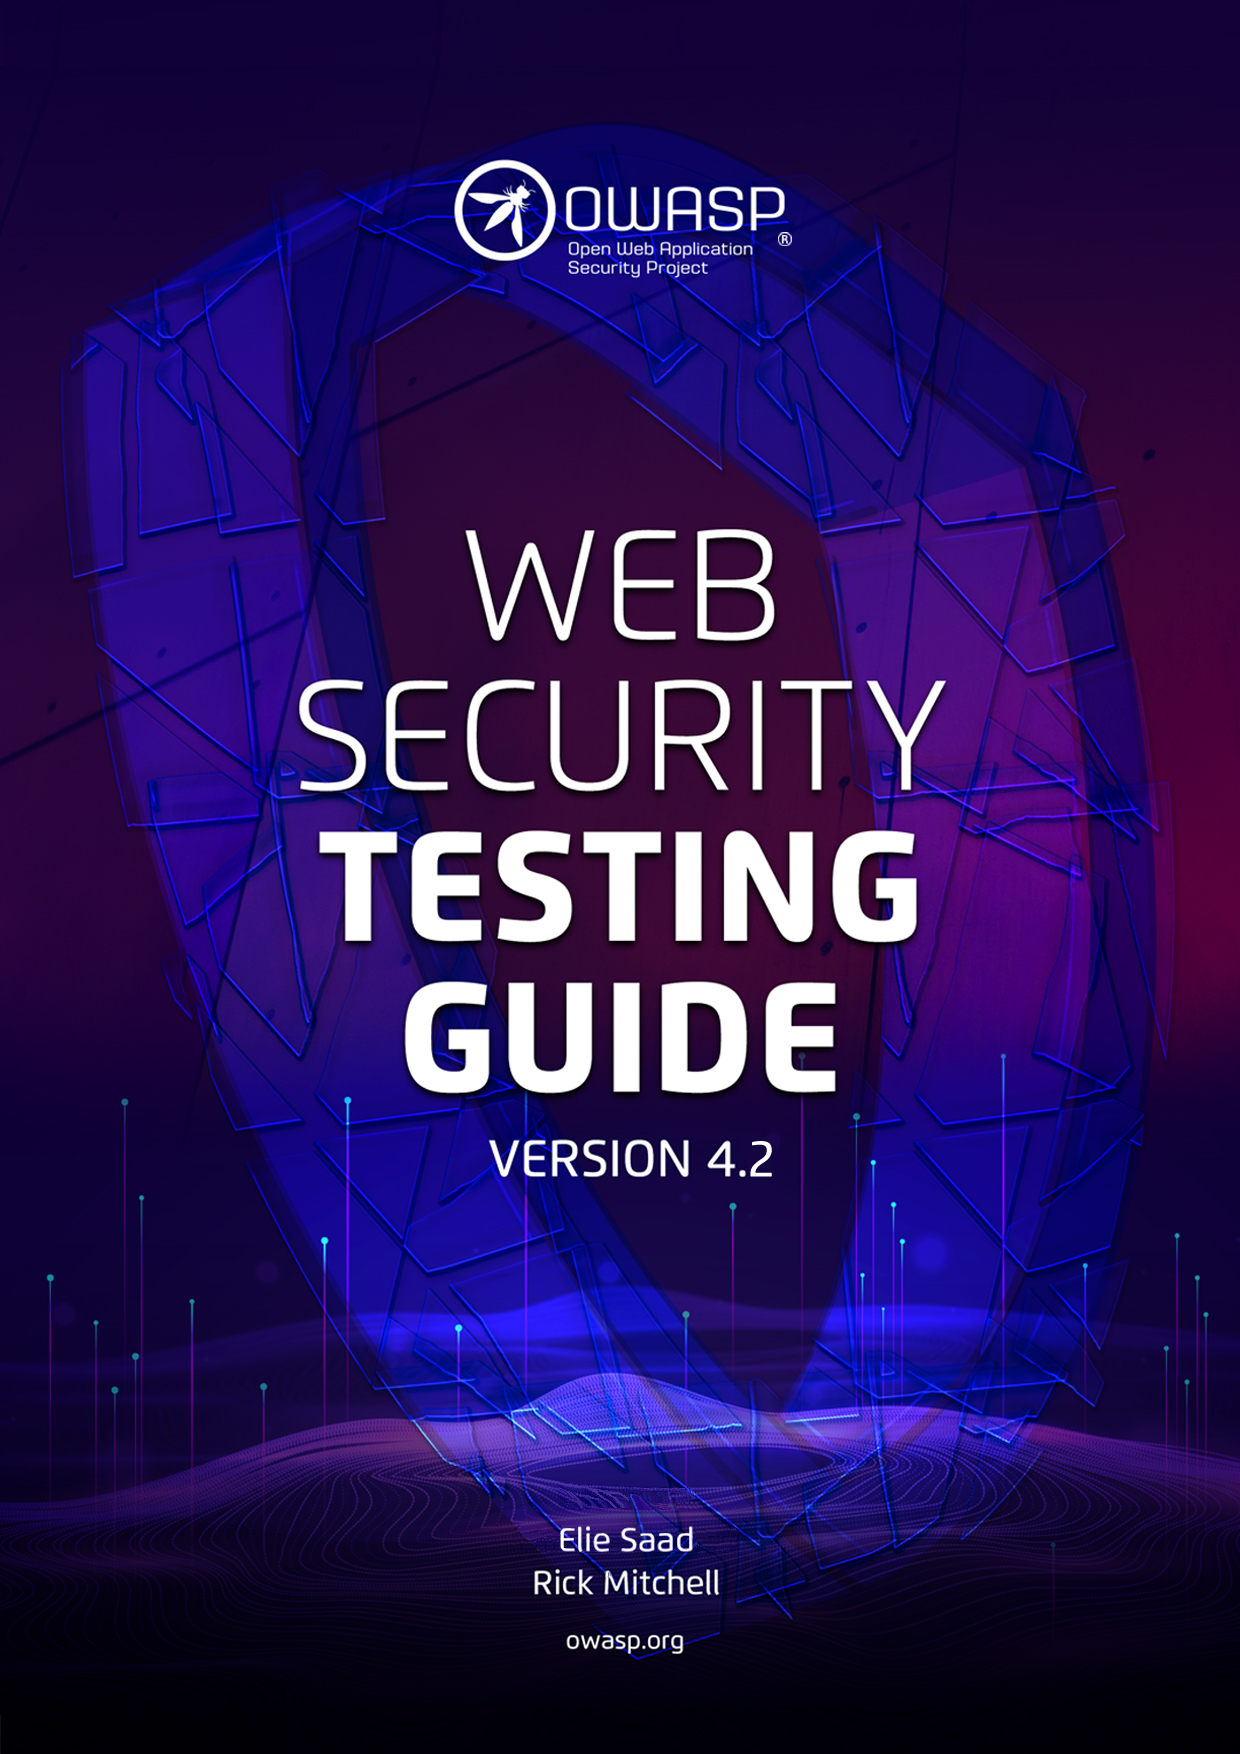 OWASP
®
Open Web Application
Security Project
WEB
SECURITY
TESTING
GUIDE
VERSION 4.2
Elie Saad
Rick Mitchell
owasp.org